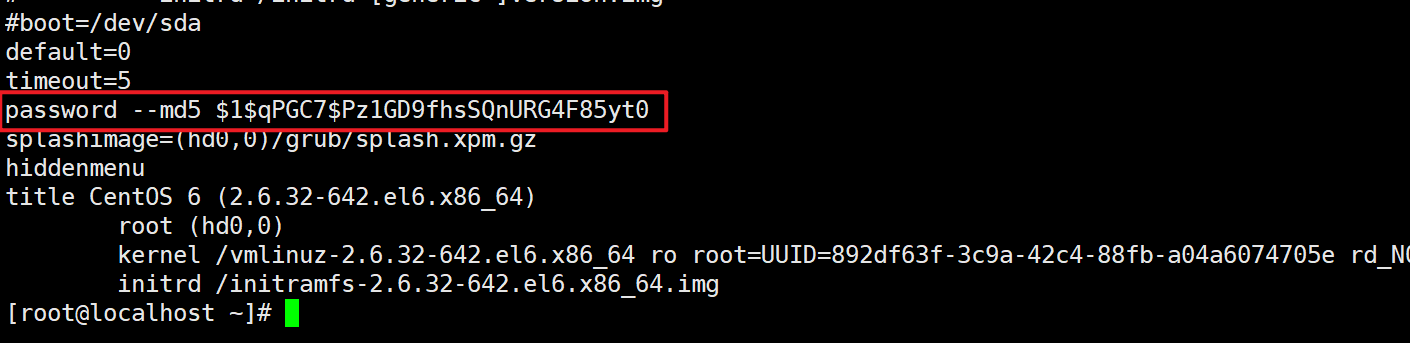 #boot=/dev/sda
default=0
timeout=5
password --md5 $1$qPGC7$Pz1GD9fhsSQnURG4F85yt0
splashimage=(hd0,0)/grub/splash.xpm.gz
hiddenmenu
title CentOS 6 (2.6.32-642.el6.x86_64)
        root (hd0,0)
        kernel /vmlinuz-2.6.32-642.el6.x86_64 ro root=UUID=892df63f-3c9a-42c4-88fb-a04a6074705e
        initrd /initramfs-2.6.32-642.el6.x86_64.img
[root@localhost ~]#